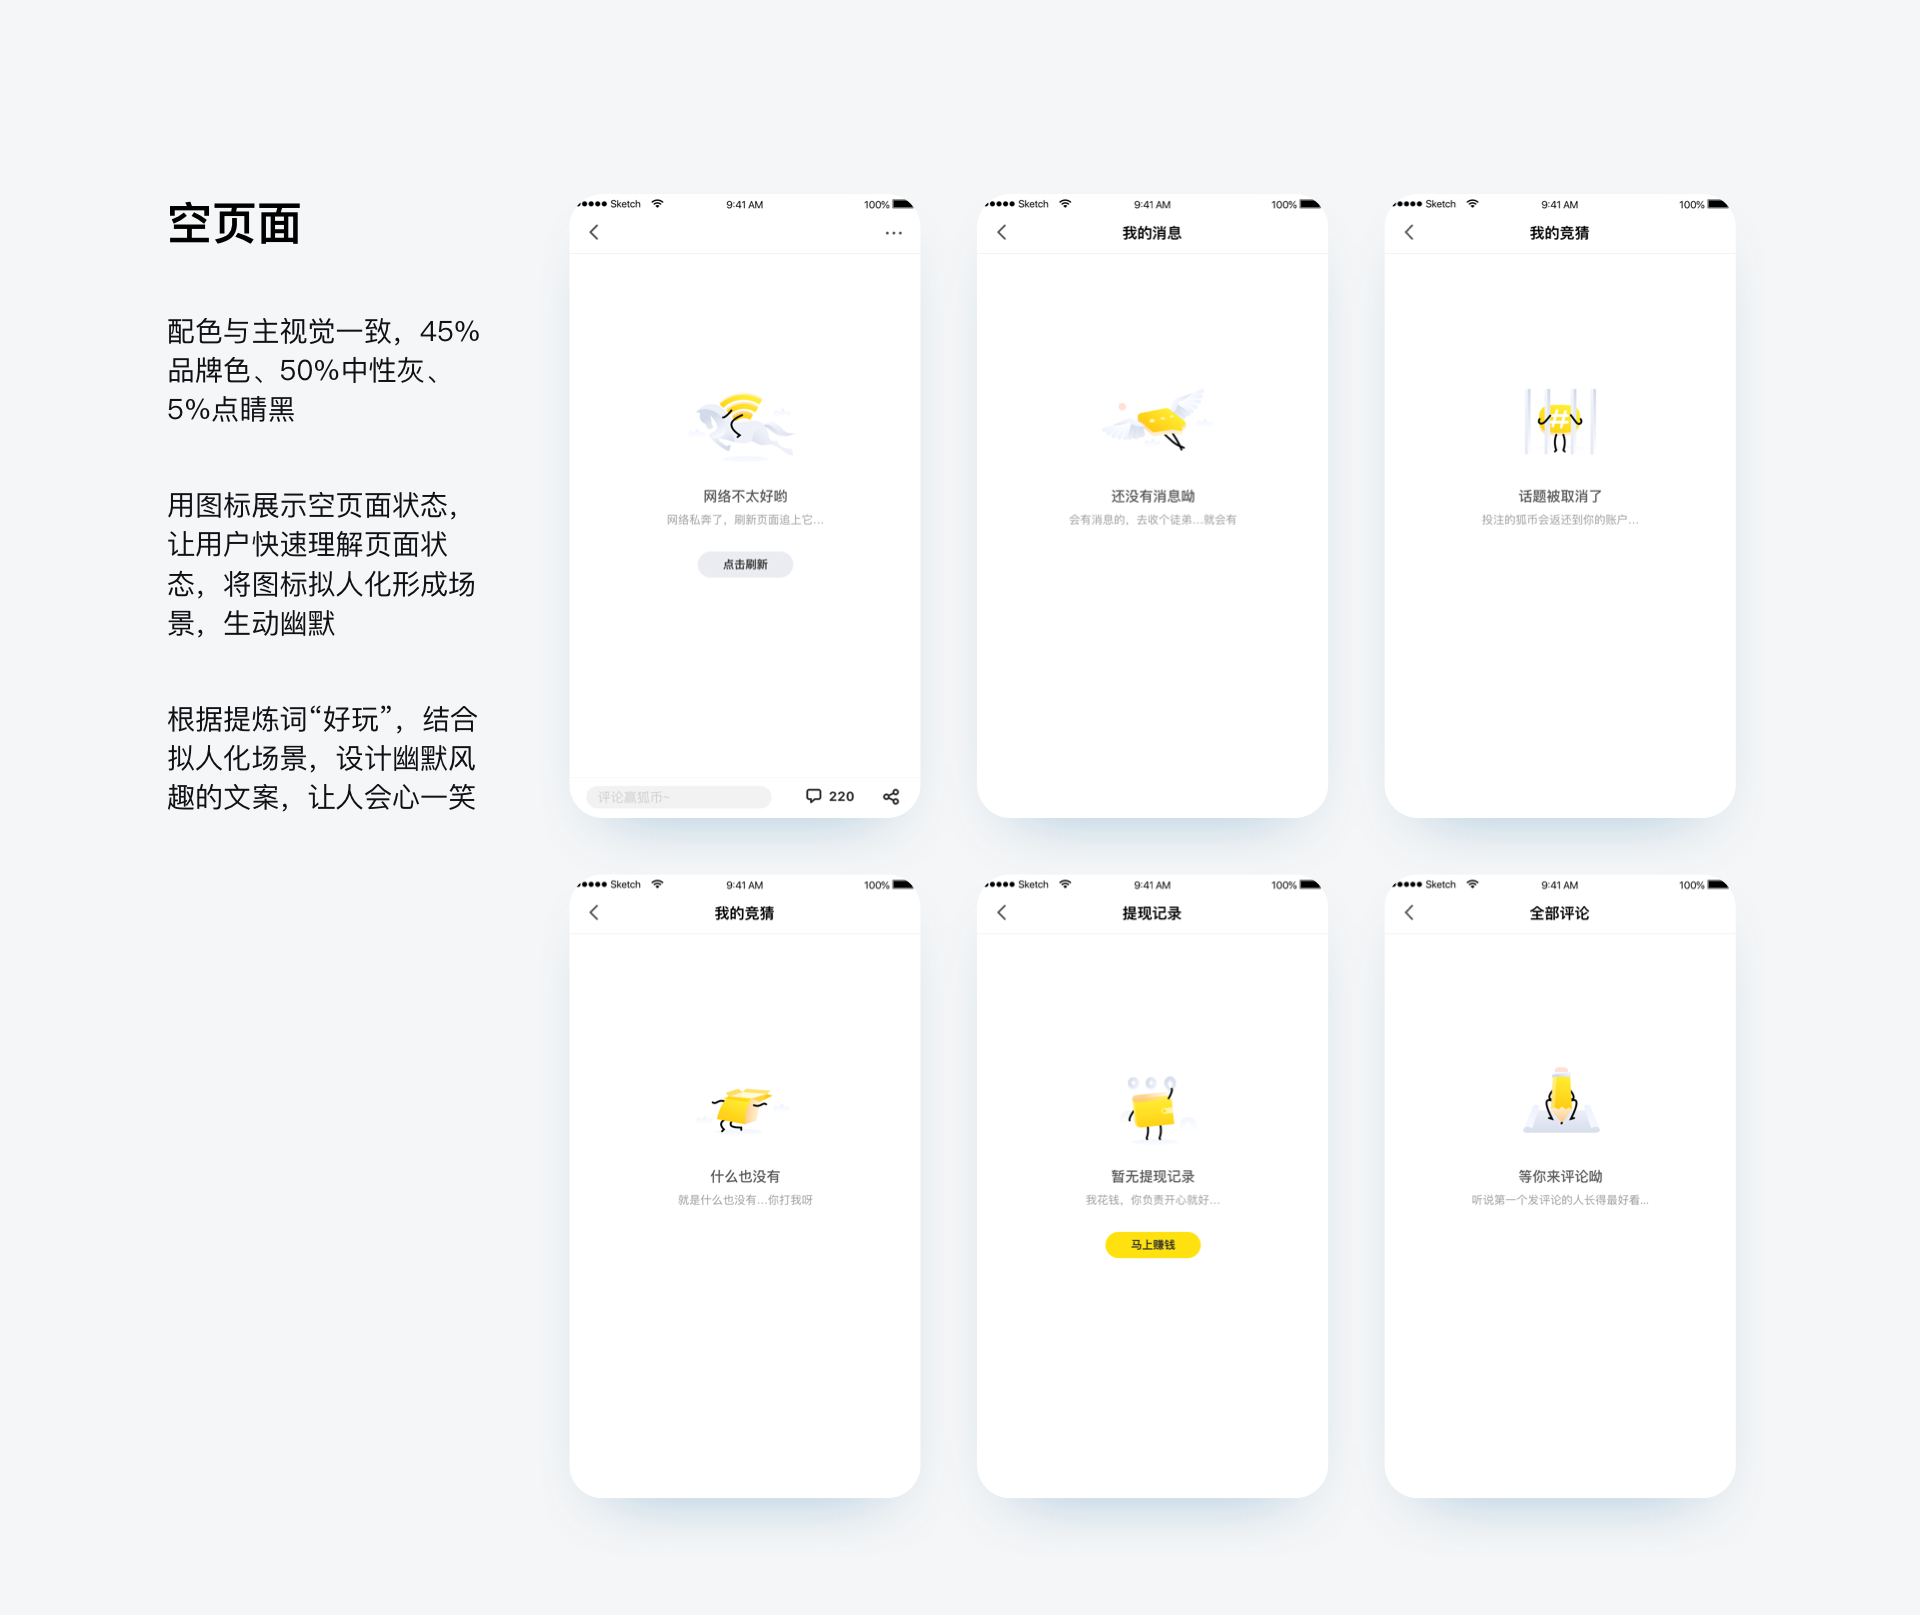 空页面
配色与主视觉一致，45%
品牌色、50%中性灰、
5%点睛黑
用图标展示空页面状态，
让用户快速理解页面状
态，将图标拟人化形成场
景，生动幽默
根据提炼词“好玩”，结合
拟人化场景，设计幽默风
趣的文案，让人会心一笑
Sketch 9:41 AM 100%
网络不太好哟
网络私奔了，刷新页面追上它...
点击刷新
评论赢狐币~ 220
Sketch 9:41 AM 100%
我的消息
还没有消息呦
会有消息的，去收个徒弟...就会有
Sketch 9:41 AM 100%
我的竞猜
#
话题被取消了
投注的狐币会返还到你的账户...
Sketch 9:41 AM 100%
我的竞猜
什么也没有
就是什么也没有...你打我呀
Sketch 9:41 AM 100%
提现记录
暂无提现记录
我花钱，你负责开心就好...
马上赚钱
Sketch 9:41 AM 100%
全部评论
等你来评论呦
听说第一个发评论的人长得最好看...